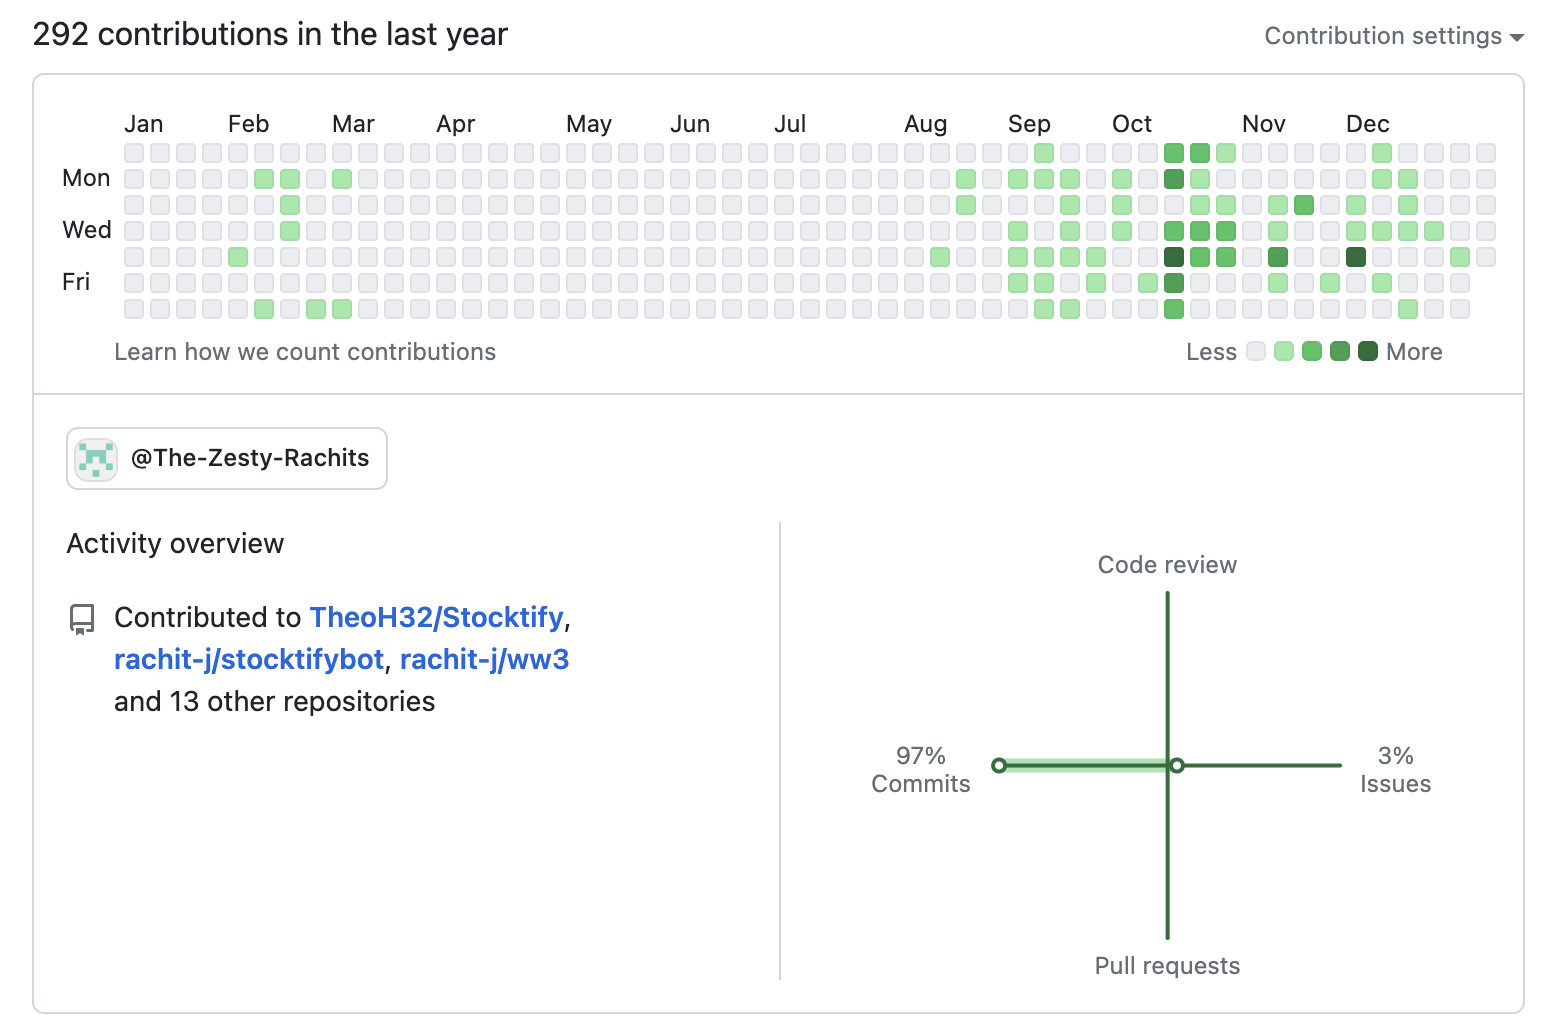 292 contributions in the last year
Contribution settings
Jan Feb Mar Apr May Jun Jul Aug Sep Oct Nov Dec
Mon
Wed
Fri
Learn how we count contributions
Less More
@The-Zesty-Rachits
Activity overview
Contributed to TheoH32/Stocktify,
rachit-j/stocktifybot, rachit-j/ww3
and 13 other repositories
Code review
97%
Commits
3%
Issues
Pull requests